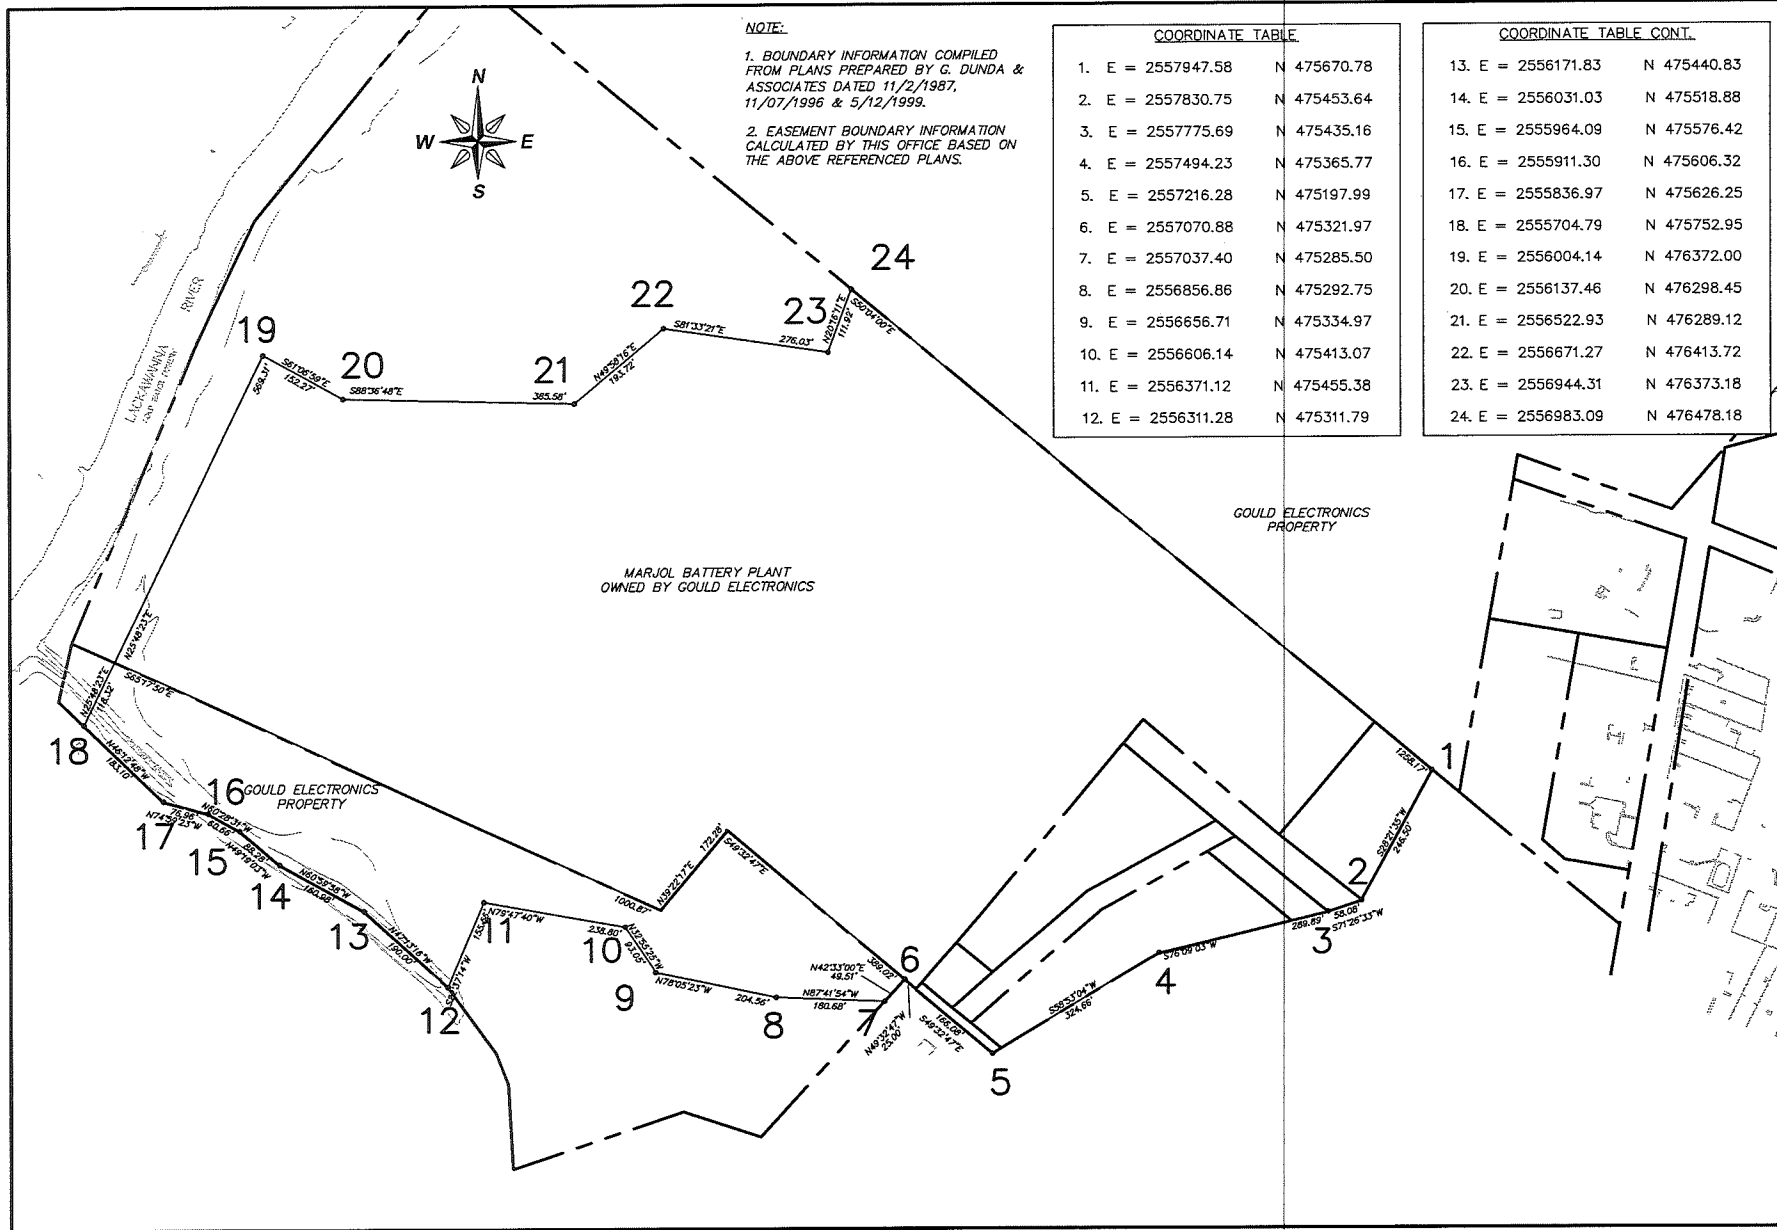 NOTE:
1. BOUNDARY INFORMATION COMPILED
FROM PLANS PREPARED BY G. DUNDA &
ASSOCIATES DATED 11/2/1987,
11/07/1996 & 5/12/1999.
2. EASEMENT BOUNDARY INFORMATION
CALCULATED BY THIS OFFICE BASED ON
THE ABOVE REFERENCED PLANS.
COORDINATE TABLE
1. E = 2557947.58 N 475670.78
2. E = 2557830.75 N 475453.64
3. E = 2557775.69 N 475435.16
4. E = 2557494.23 N 475365.77
5. E = 2557216.28 N 475197.99
6. E = 2557070.88 N 475321.97
7. E = 2557037.40 N 475285.50
8. E = 2556856.86 N 475292.75
9. E = 2556656.71 N 475334.97
10. E = 2556606.14 N 475413.07
11. E = 2556371.12 N 475455.38
12. E = 2556311.28 N 475311.79
COORDINATE TABLE CONT.
13. E = 2556171.83 N 475440.83
14. E = 2556031.03 N 475518.88
15. E = 2555964.09 N 475576.42
16. E = 2555911.30 N 475606.32
17. E = 2555836.97 N 475626.25
18. E = 2555704.79 N 475752.95
19. E = 2556004.14 N 476372.00
20. E = 2556137.46 N 476298.45
21. E = 2556522.93 N 476289.12
22. E = 2556671.27 N 476413.72
23. E = 2556944.31 N 476373.18
24. E = 2556983.09 N 476478.18
N
W E
S
RIVER
LACKAWANNA
24
S50°04'00"E
23
N20°16'11"E
111.92'
22
S81°33'21"E
276.03'
19
S61°06'59"E
152.27'
20
S88°36'48"E
385.58'
21
N49°58'16"E
193.72'
569.31'
N25°48'23"E
GOULD ELECTRONICS
PROPERTY
MARJOL BATTERY PLANT
OWNED BY GOULD ELECTRONICS
N25°48'23"E
118.32'
S65°17'50"E
18
N46°12'48"W
183.10'
GOULD ELECTRONICS
PROPERTY
16
N60°28'31"W
60.66'
76.96'
N74°59'23"W
17
15
88.28'
N49°19'03"W
14
N60°59'58"W
160.98'
13
N47°13'16"W
190.00'
12
155.56'
11
N79°47'40"W
238.80'
10
N32°55'25"W
93.05'
9
N78°05'23"W
204.56'
8
N87°41'54"W
180.68'
7
1000.87'
N39°22'17"E
172.28'
S49°32'47"E
389.02'
N42°33'00"E
49.51'
6
N49°32'47"W
25.00'
166.08'
S49°32'47"E
5
S58°53'04"W
324.66'
4
S76°09'03"W
289.89'
3
58.08'
S71°26'33"W
2
S28°21'35"W
246.50'
1
1258.17'